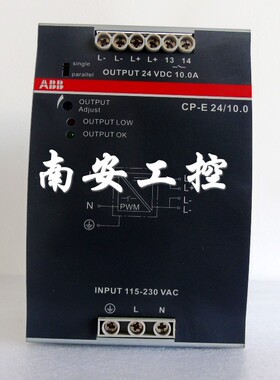 L- L- L+ L+ 13 14
single
parallel
OUTPUT 24 VDC 10.0A
ABB
CP-E 24/10.0
OUTPUT
Adjust
OUTPUT LOW
OUTPUT OK
南安工控
L+
L+
L-
L-
N
PWM
INPUT 115-230 VAC
L N